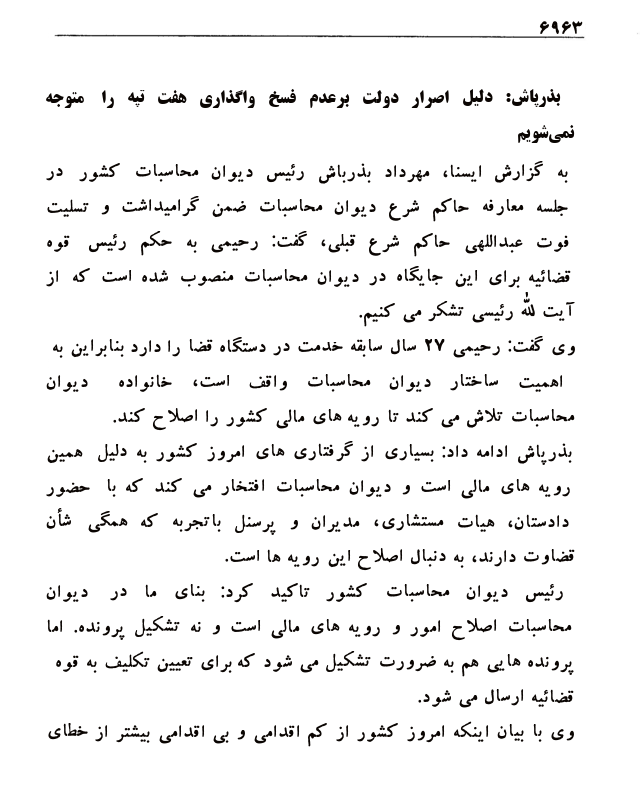 ۶۹۶۳
بذرپاش: دلیل اصرار دولت برعدم فسخ واگذاری هفت تپه را متوجه
نمی‌شویم
به گزارش ایسنا، مهرداد بذرباش رئیس دیوان محاسبات کشور در
جلسه معارفه حاکم شرع دیوان محاسبات ضمن گرامیداشت و تسلیت
فوت عبداللهی حاکم شرع قبلی، گفت: رحیمی به حکم رئیس قوه
قضائیه برای این جایگاه در دیوان محاسبات منصوب شده است که از
آیت لله رئیسی تشکر می کنیم.
وی گفت: رحیمی ۲۷ سال سابقه خدمت در دستگاه قضا را دارد بنابراین به
اهمیت ساختار دیوان محاسبات واقف است، خانواده دیوان
محاسبات تلاش می کند تا رویه های مالی کشور را اصلاح کند.
بذرپاش ادامه داد: بسیاری از گرفتاری های امروز کشور به دلیل همین
رویه های مالی است و دیوان محاسبات افتخار می کند که با حضور
دادستان، هیات مستشاری، مدیران و پرسنل باتجربه که همگی شأن
قضاوت دارند، به دنبال اصلاح این رویه ها است.
رئیس دیوان محاسبات کشور تاکید کرد: بنای ما در دیوان
محاسبات اصلاح امور و رویه های مالی است و نه تشکیل پرونده. اما
پرونده هایی هم به ضرورت تشکیل می شود که برای تعیین تکلیف به قوه
قضائیه ارسال می شود.
وی با بیان اینکه امروز کشور از کم اقدامی و بی اقدامی بیشتر از خطای